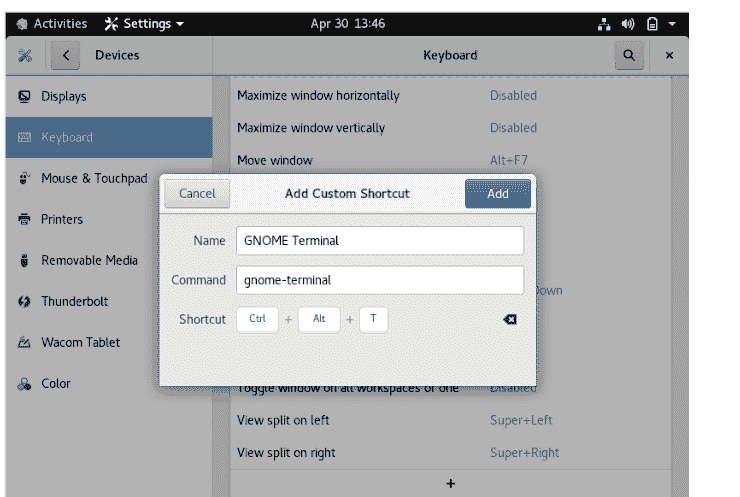 Activities Settings Apr 30 13:46
Devices Keyboard
Displays
Keyboard
Mouse & Touchpad
Printers
Removable Media
Thunderbolt
Wacom Tablet
Color
Maximize window horizontally Disabled
Maximize window vertically Disabled
Move window Alt+F7
Cancel Add Custom Shortcut Add
Name GNOME Terminal
Command gnome-terminal
Shortcut Ctrl + Alt + T
Down
Toggle window on all workspaces or one Disabled
View split on left Super+Left
View split on right Super+Right
+